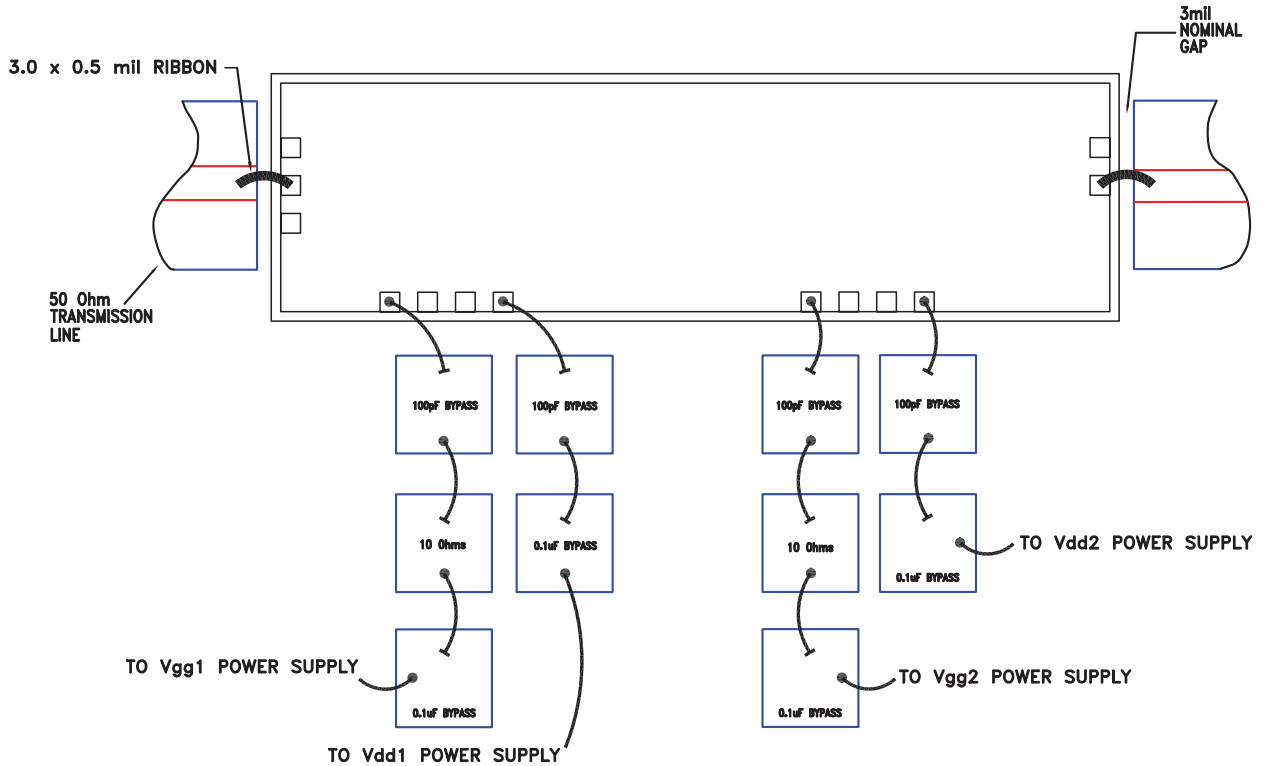 3mil
NOMINAL
GAP
3.0 x 0.5 mil RIBBON
50 Ohm
TRANSMISSION
LINE
100pF BYPASS
100pF BYPASS
100pF BYPASS
100pF BYPASS
10 Ohms
0.1uF BYPASS
10 Ohms
TO Vdd2 POWER SUPPLY
0.1uF BYPASS
TO Vgg1 POWER SUPPLY
TO Vgg2 POWER SUPPLY
0.1uF BYPASS
0.1uF BYPASS
TO Vdd1 POWER SUPPLY